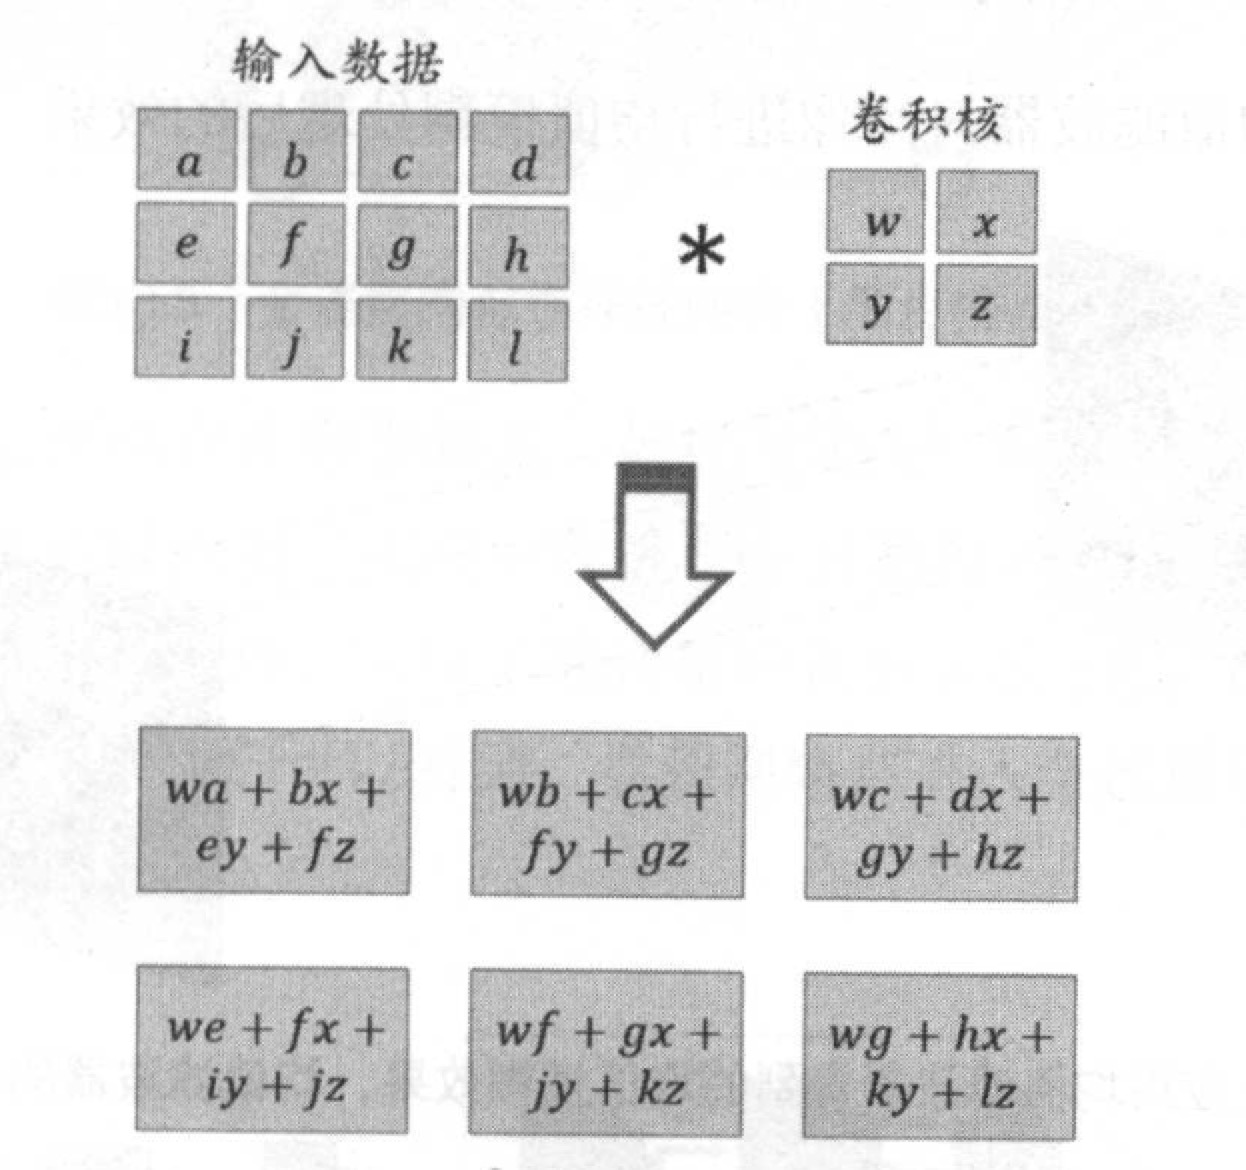 输入数据
卷积核
a b c d
e f g h
i j k l
*
w x
y z
wa + bx +
ey + fz
wb + cx +
fy + gz
wc + dx +
gy + hz
we + fx +
iy + jz
wf + gx +
jy + kz
wg + hx +
ky + lz